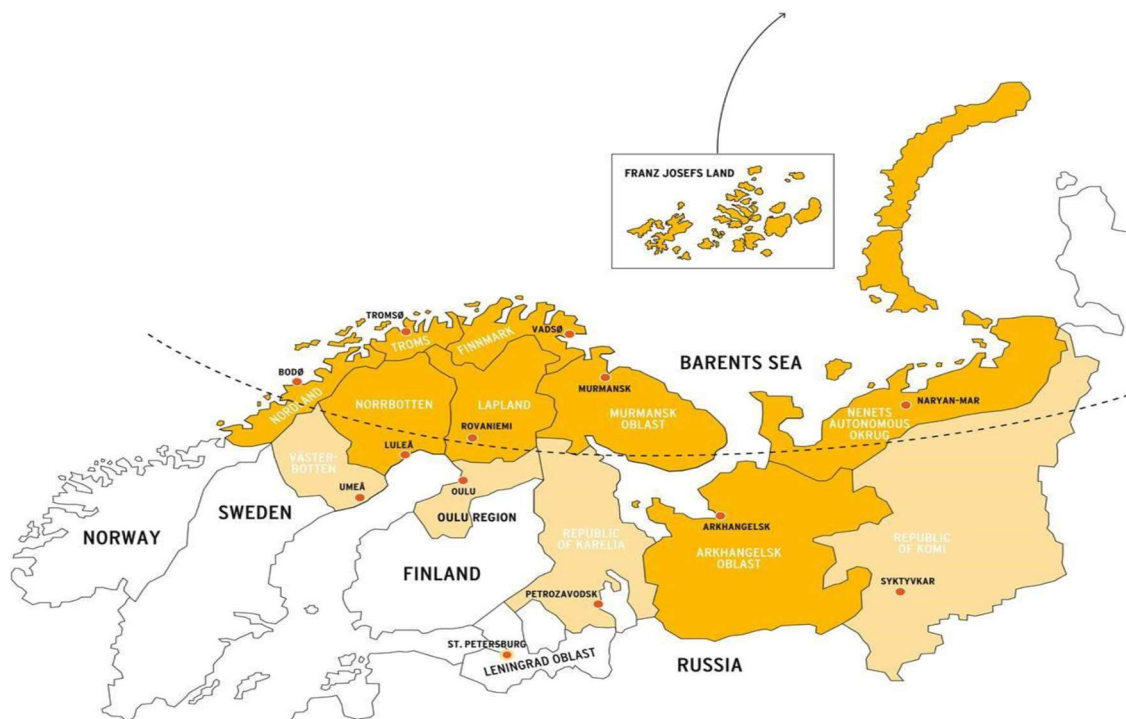 FRANZ JOSEFS LAND
TROMSØ
TROMS
FINNMARK
VADSØ
BARENTS SEA
BODØ
NORDLAND
NORRBOTTEN
LAPLAND
MURMANSK
MURMANSK
OBLAST
NARYAN-MAR
NENETS
AUTONOMOUS
OKRUG
ROVANIEMI
LULEÅ
VÄSTER-
BOTTEN
UMEÅ
OULU
OULU REGION
SWEDEN
NORWAY
FINLAND
REPUBLIC
OF KARELIA
ARKHANGELSK
ARKHANGELSK
OBLAST
REPUBLIC
OF KOMI
SYKTYVKAR
PETROZAVODSK
ST. PETERSBURG
LENINGRAD OBLAST
RUSSIA